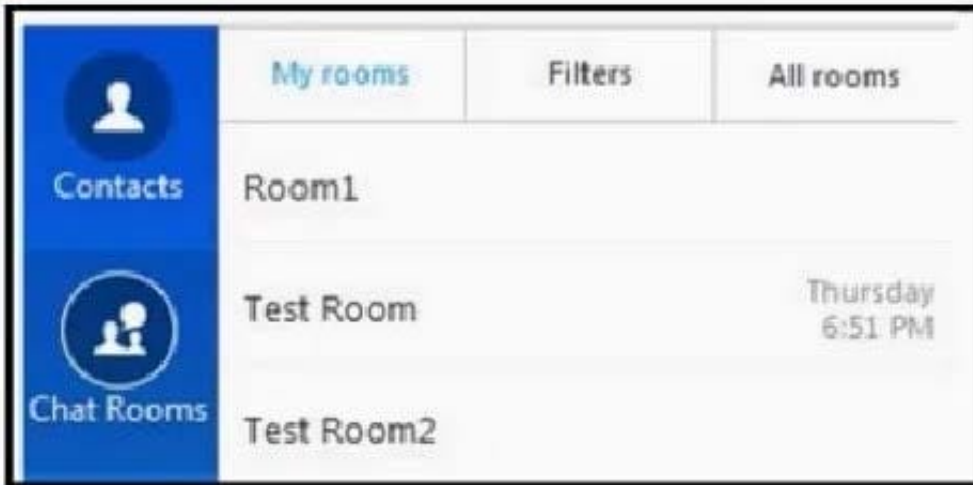 My rooms
Filters
All rooms
Contacts
Room1
Test Room
Thursday
6:51 PM
Chat Rooms
Test Room2